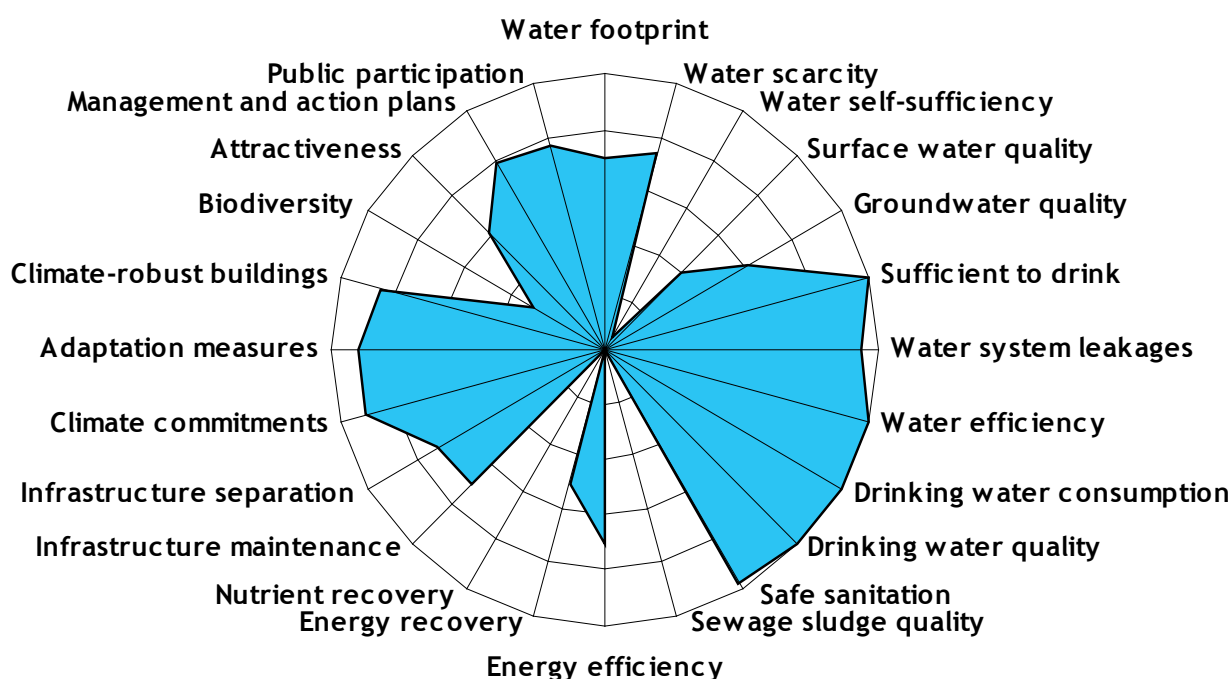 Water footprint
Public participation
Water scarcity
Management and action plans
Water self-sufficiency
Attractiveness
Surface water quality
Biodiversity
Groundwater quality
Climate-robust buildings
Sufficient to drink
Adaptation measures
Water system leakages
Climate commitments
Water efficiency
Infrastructure separation
Drinking water consumption
Infrastructure maintenance
Drinking water quality
Nutrient recovery
Safe sanitation
Energy recovery
Sewage sludge quality
Energy efficiency